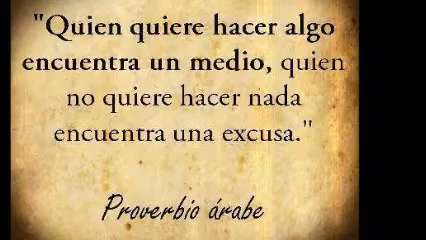 "Quien quiere hacer algo
encuentra un medio, quien
no quiere hacer nada
encuentra una excusa."
Proverbio árabe